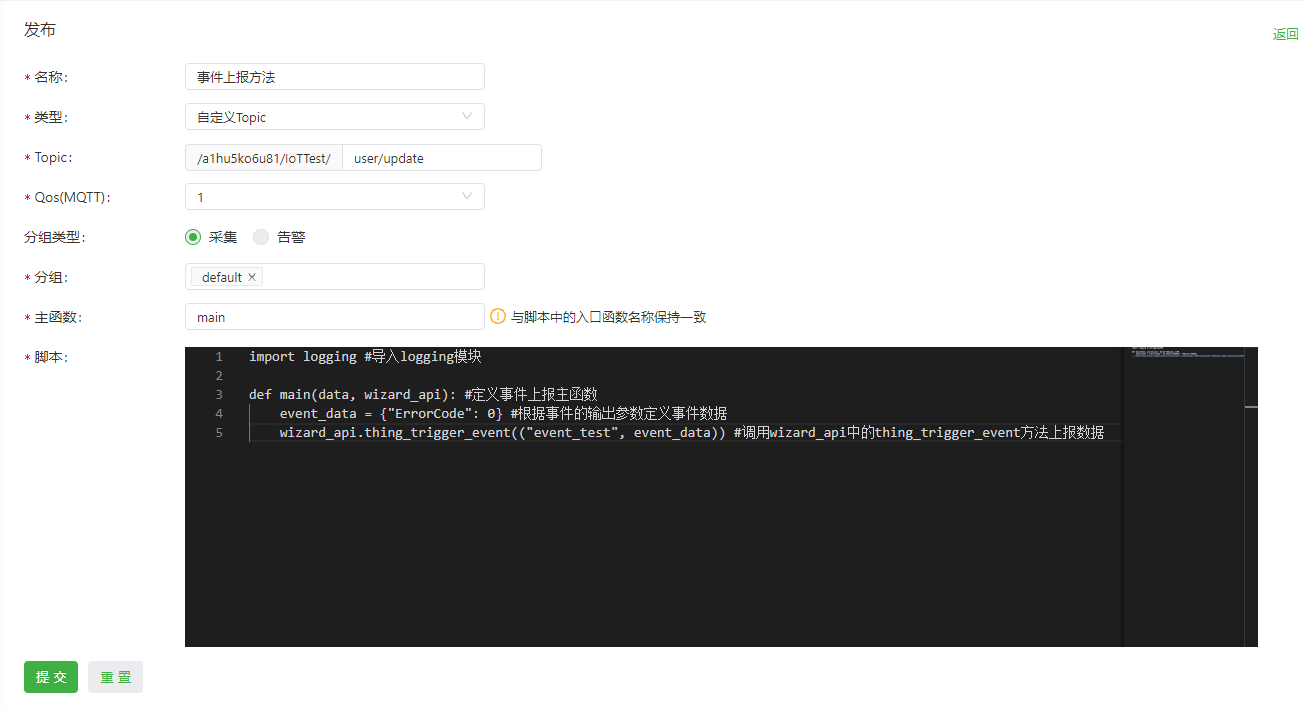 发布
返回
* 名称:
事件上报方法
* 类型:
自定义Topic
* Topic:
/a1hu5ko6u81/IoTTest/ user/update
* Qos(MQTT):
1
分组类型:
采集 告警
* 分组:
default ×
* 主函数:
main
! 与脚本中的入口函数名称保持一致
* 脚本:
1 import logging #导入logging模块
2
3 def main(data, wizard_api): #定义事件上报主函数
4 event_data = {"ErrorCode": 0} #根据事件的输出参数定义事件数据
5 wizard_api.thing_trigger_event(("event_test", event_data)) #调用wizard_api中的thing_trigger_event方法上报数据
提 交 重 置